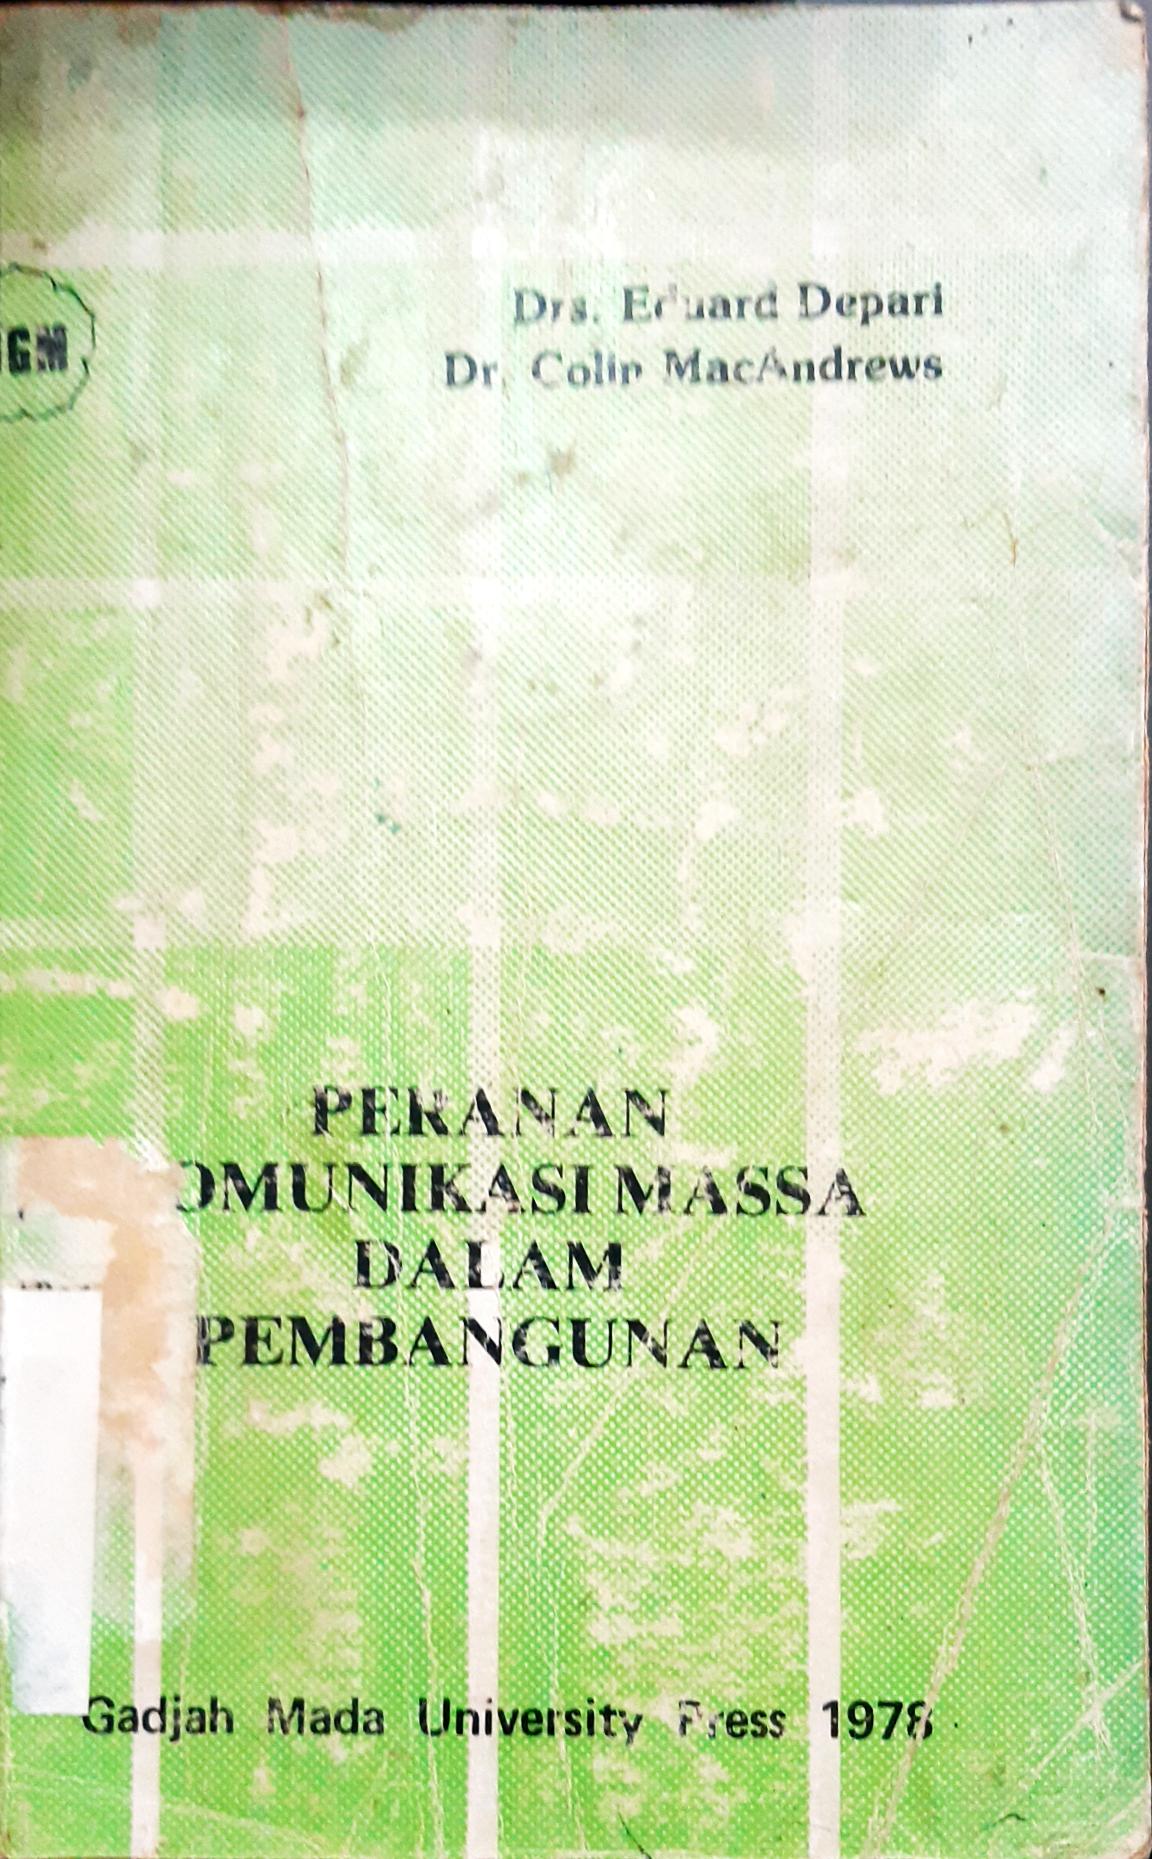 GM
Drs. Eduard Depari
Dr. Colin MacAndrews
PERANAN
OMUNIKASI MASSA
DALAM
PEMBANGUNAN
Gadjah Mada University Press 1978